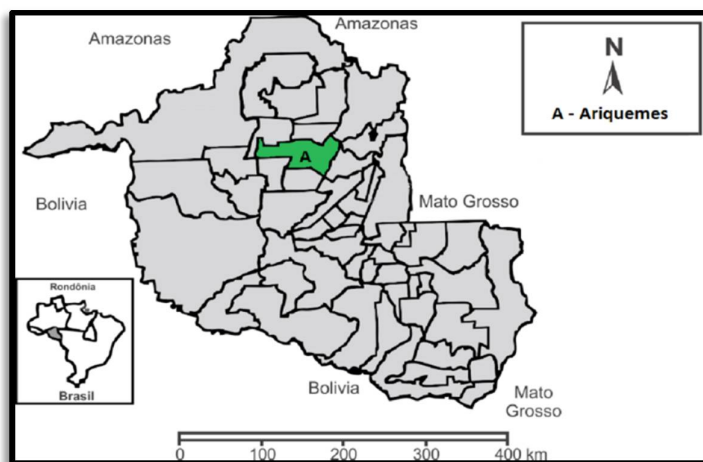 Amazonas
Amazonas
N
A - Ariquemes
A
Bolivia
Mato Grosso
Rondônia
Brasil
Bolivia
Mato
Grosso
0 100 200 300 400 km